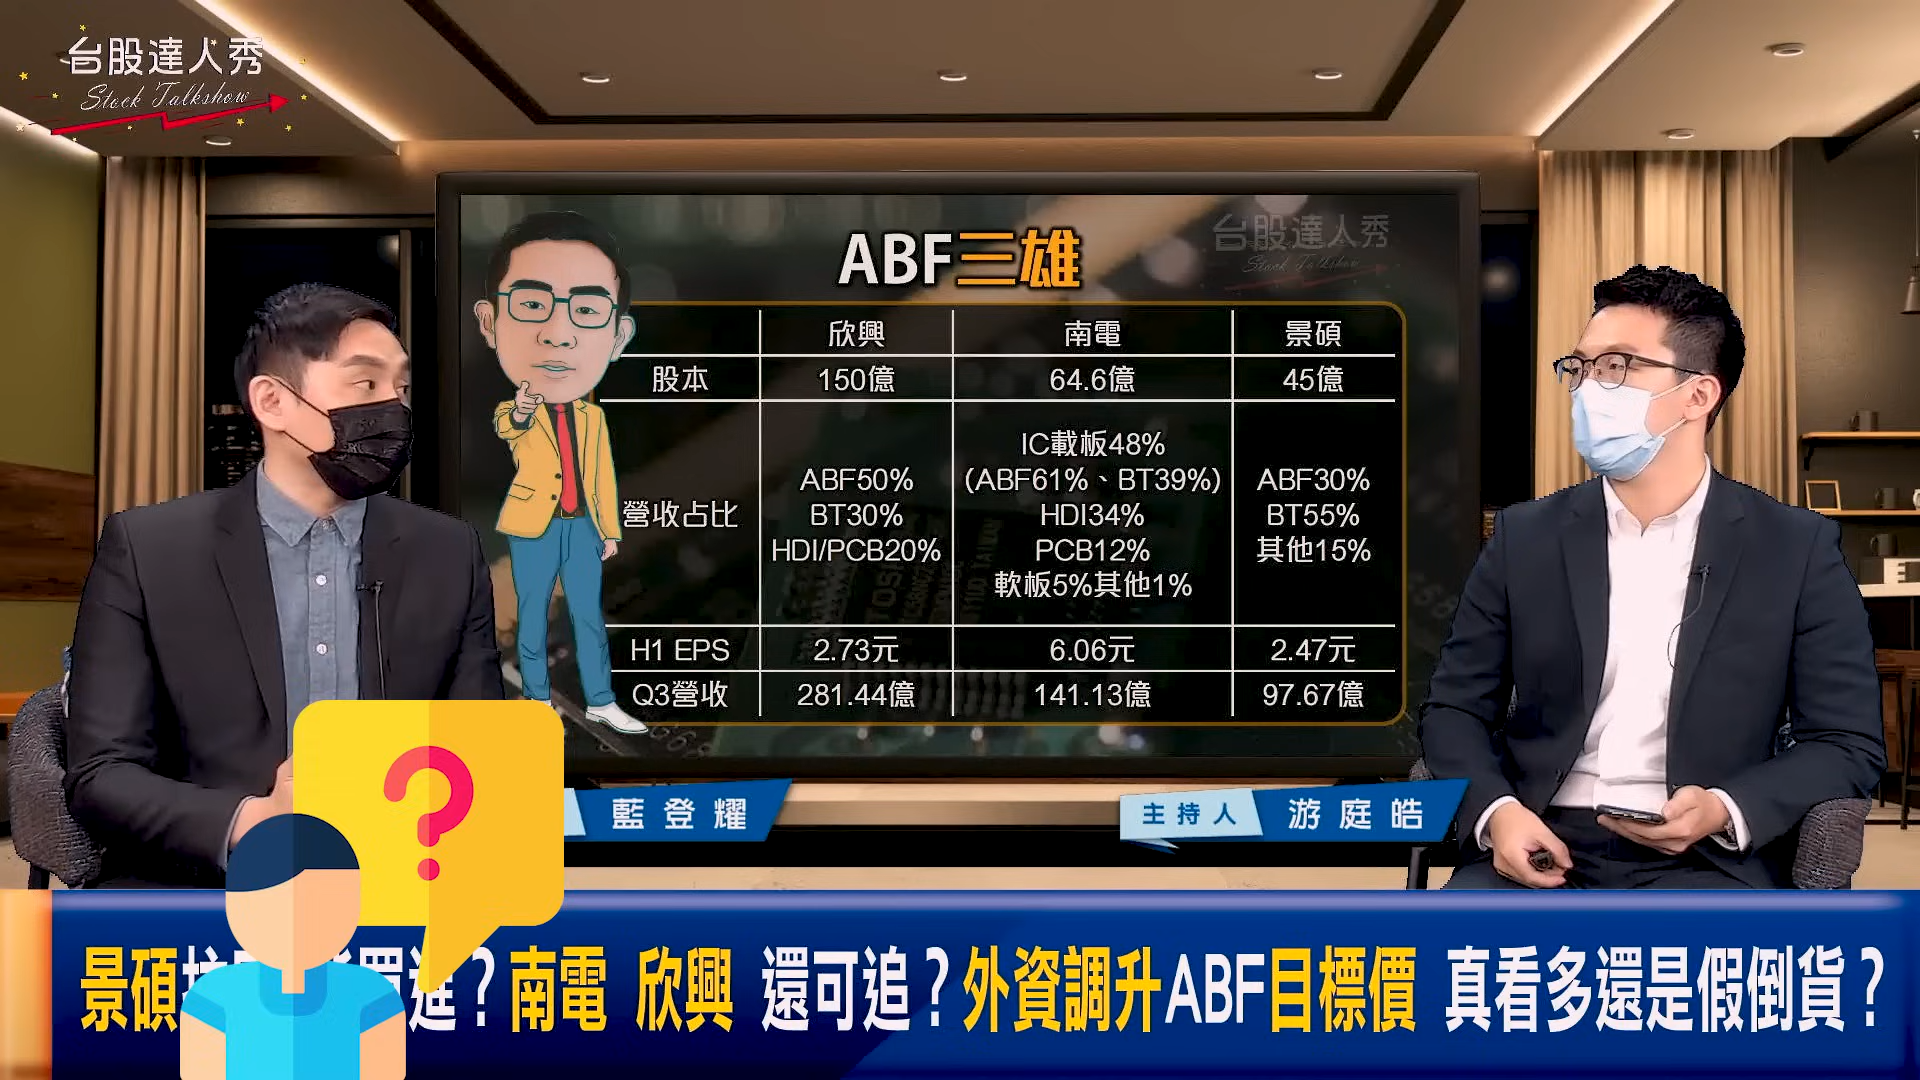 台股達人秀
Stock Talkshow
台股達人秀
Stock Talkshow
ABF三雄
欣興 南電 景碩
股本 150億 64.6億 45億
營收占比
ABF50%
BT30%
HDI/PCB20%
IC載板48%
(ABF61%、BT39%)
HDI34%
PCB12%
軟板5%其他1%
ABF30%
BT55%
其他15%
H1 EPS 2.73元 6.06元 2.47元
Q3營收 281.44億 141.13億 97.67億
藍登耀
主持人 游庭皓
景碩 買進？南電 欣興 還可追？外資調升ABF目標價 真看多還是假倒貨？